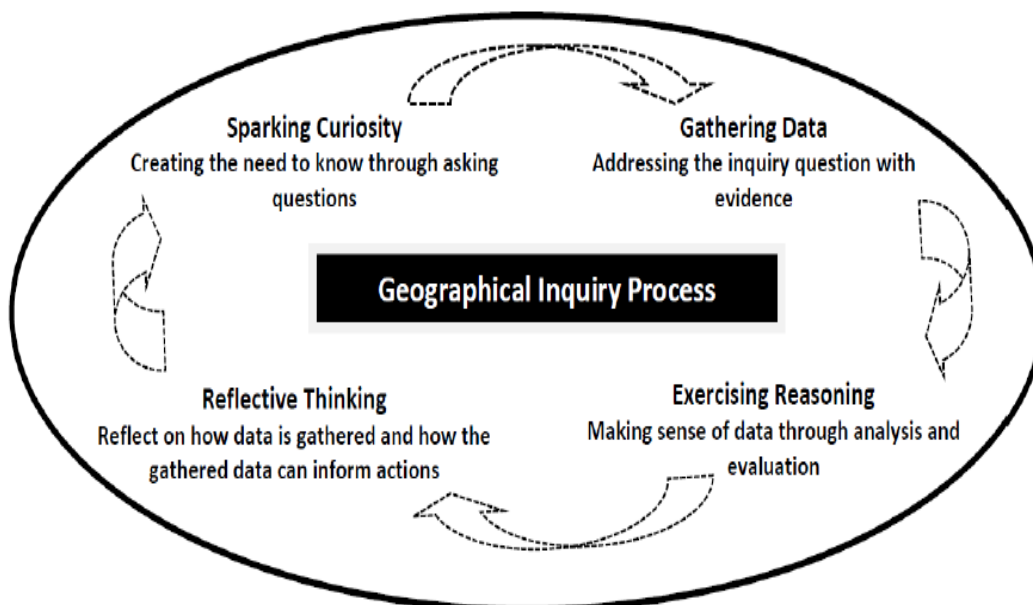 Sparking Curiosity
Creating the need to know through asking
questions
Gathering Data
Addressing the inquiry question with
evidence
Geographical Inquiry Process
Reflective Thinking
Reflect on how data is gathered and how the
gathered data can inform actions
Exercising Reasoning
Making sense of data through analysis and
evaluation